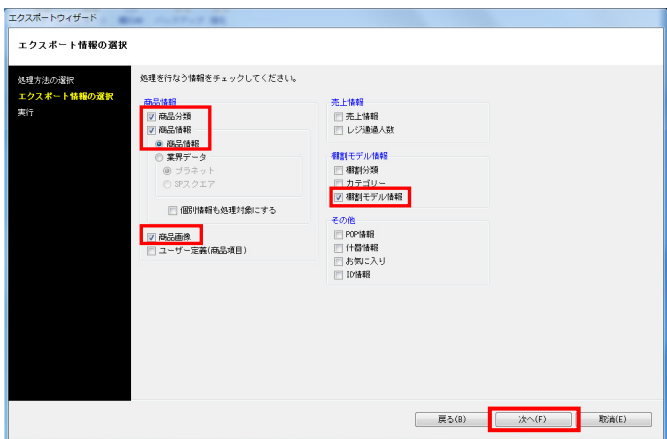 エクスポートウィザード
エクスポート情報の選択
処理方法の選択
エクスポート情報の選択
実行
処理を行なう情報をチェックしてください。
商品情報
商品分類
商品情報
商品情報
業界データ
プラネット
SPスクエア
個別情報も処理対象にする
商品画像
ユーザー定義(商品項目)
売上情報
売上情報
レジ通過人数
棚割モデル情報
棚割分類
カテゴリー
棚割モデル情報
その他
POP情報
什器情報
お気に入り
ID情報
戻る(B)
次へ(F)
取消(E)